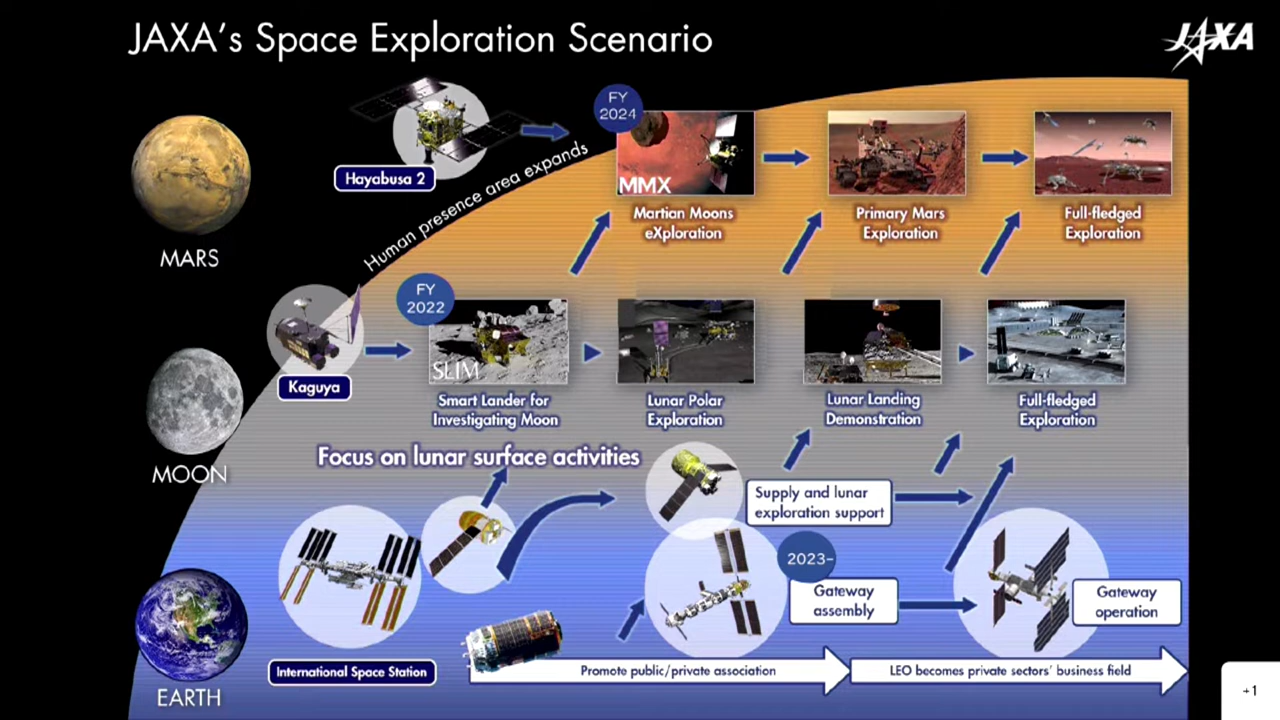 JAXA's Space Exploration Scenario
JAXA
FY
2024
Hayabusa 2
Human presence area expands
MMX
Martian Moons
eXploration
Primary Mars
Exploration
Full-fledged
Exploration
MARS
FY
2022
Kaguya
SLIM
Smart Lander for
Investigating Moon
Lunar Polar
Exploration
Lunar Landing
Demonstration
Full-fledged
Exploration
MOON
Focus on lunar surface activities
Supply and lunar
exploration support
2023-
Gateway
assembly
Gateway
operation
International Space Station
Promote public/private association
LEO becomes private sectors' business field
EARTH
+1